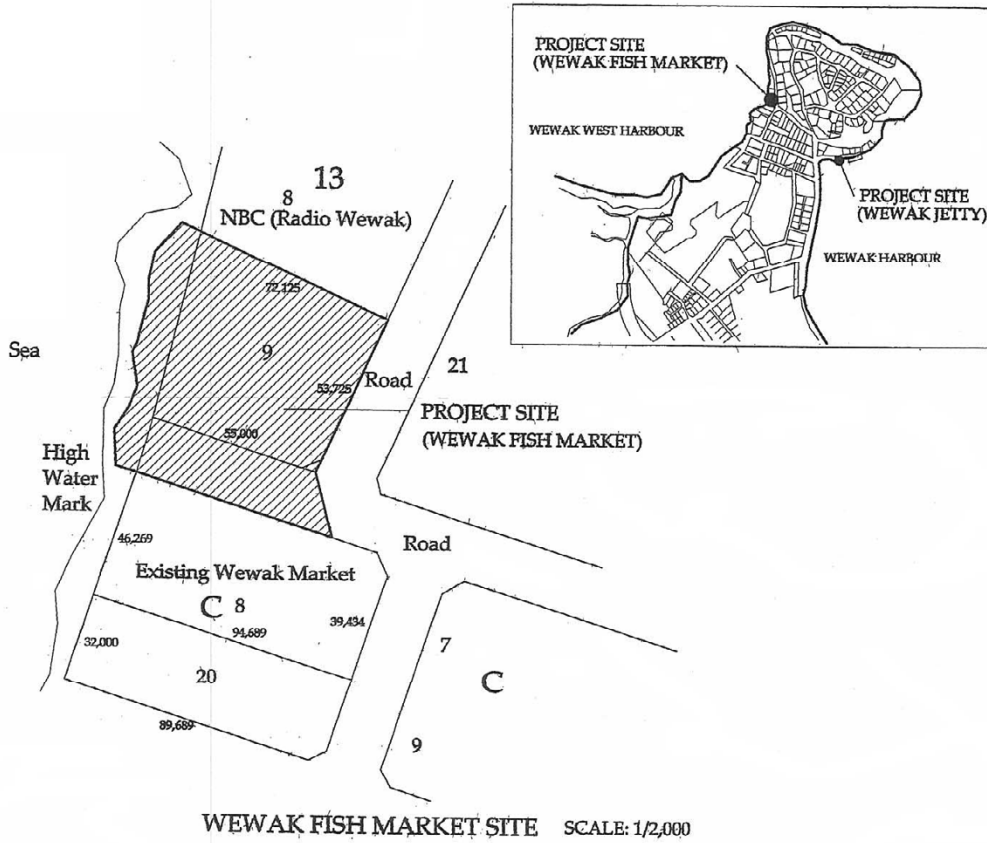 PROJECT SITE
(WEWAK FISH MARKET)
WEWAK WEST HARBOUR
PROJECT SITE
(WEWAK JETTY)
WEWAK HARBOUR
13
8
NBC (Radio Wewak)
72,125
Sea
9
53,725
Road
21
PROJECT SITE
(WEWAK FISH MARKET)
55,000
High
Water
Mark
46,269
Road
Existing Wewak Market
C 8
94,689
39,434
32,000
20
89,689
7
C
9
WEWAK FISH MARKET SITE SCALE: 1/2,000